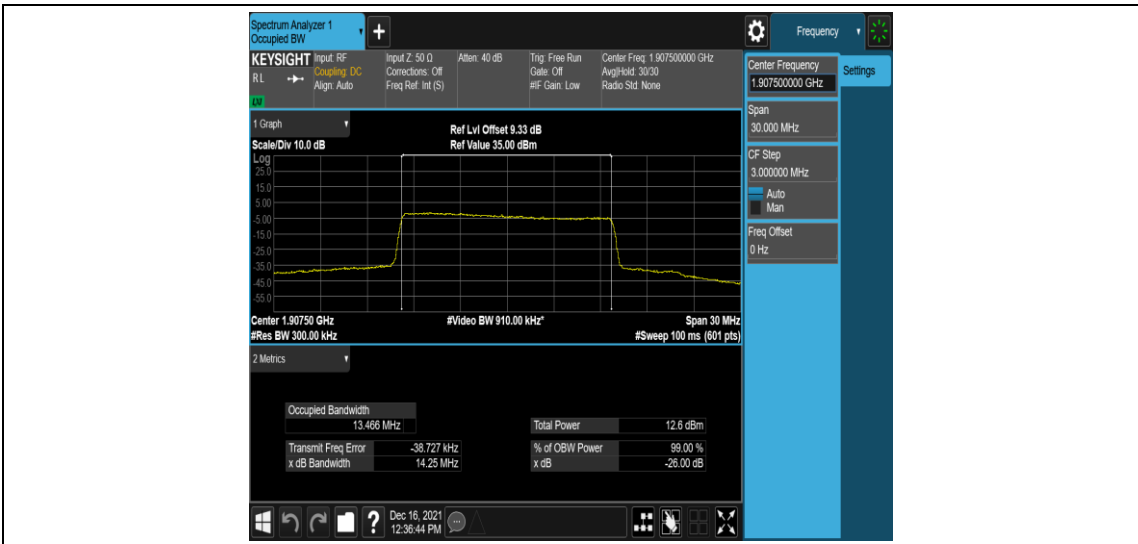 Spectrum Analyzer 1
Occupied BW
+
Frequency
KEYSIGHT
RL
LXI
Input: RF
Coupling: DC
Align: Auto
Input Z: 50 Ω
Corrections: Off
Freq Ref: Int (S)
Atten: 40 dB
Trig: Free Run
Gate: Off
#IF Gain: Low
Center Freq: 1.907500000 GHz
Avg|Hold: 30/30
Radio Std: None
Center Frequency
1.907500000 GHz
Settings
Span
30.000 MHz
CF Step
3.000000 MHz
Auto
Man
Freq Offset
0 Hz
1 Graph
Ref Lvl Offset 9.33 dB
Scale/Div 10.0 dB
Ref Value 35.00 dBm
Log
25.0
15.0
5.00
-5.00
-15.0
-25.0
-35.0
-45.0
-55.0
Center 1.90750 GHz
#Video BW 910.00 kHz*
Span 30 MHz
#Res BW 300.00 kHz
#Sweep 100 ms (601 pts)
2 Metrics
Occupied Bandwidth
13.466 MHz
Total Power 12.6 dBm
Transmit Freq Error -38.727 kHz
% of OBW Power 99.00 %
x dB Bandwidth 14.25 MHz
x dB -26.00 dB
?
Dec 16, 2021
12:36:44 PM